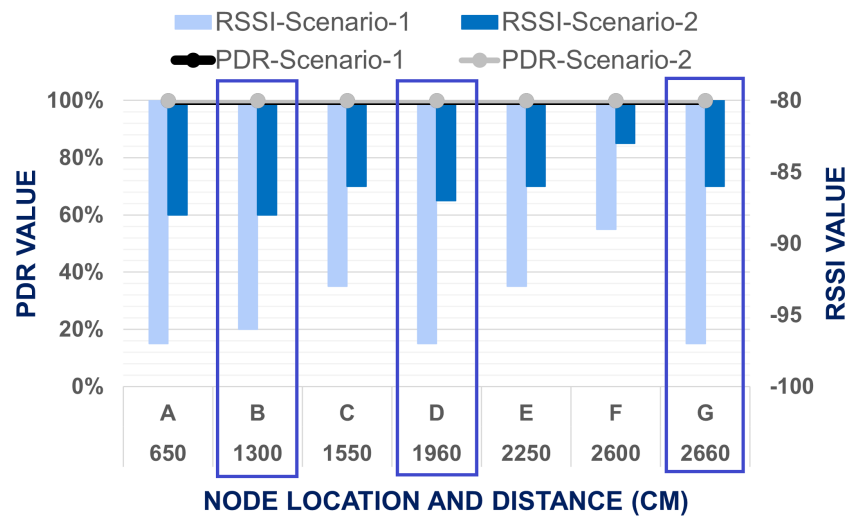 RSSI-Scenario-1 RSSI-Scenario-2
PDR-Scenario-1 PDR-Scenario-2
100% -80
80% -85
60% -90
40%
20% -95
0% -100
PDR VALUE
RSSI VALUE
A B C D E F G
650 1300 1550 1960 2250 2600 2660
NODE LOCATION AND DISTANCE (CM)